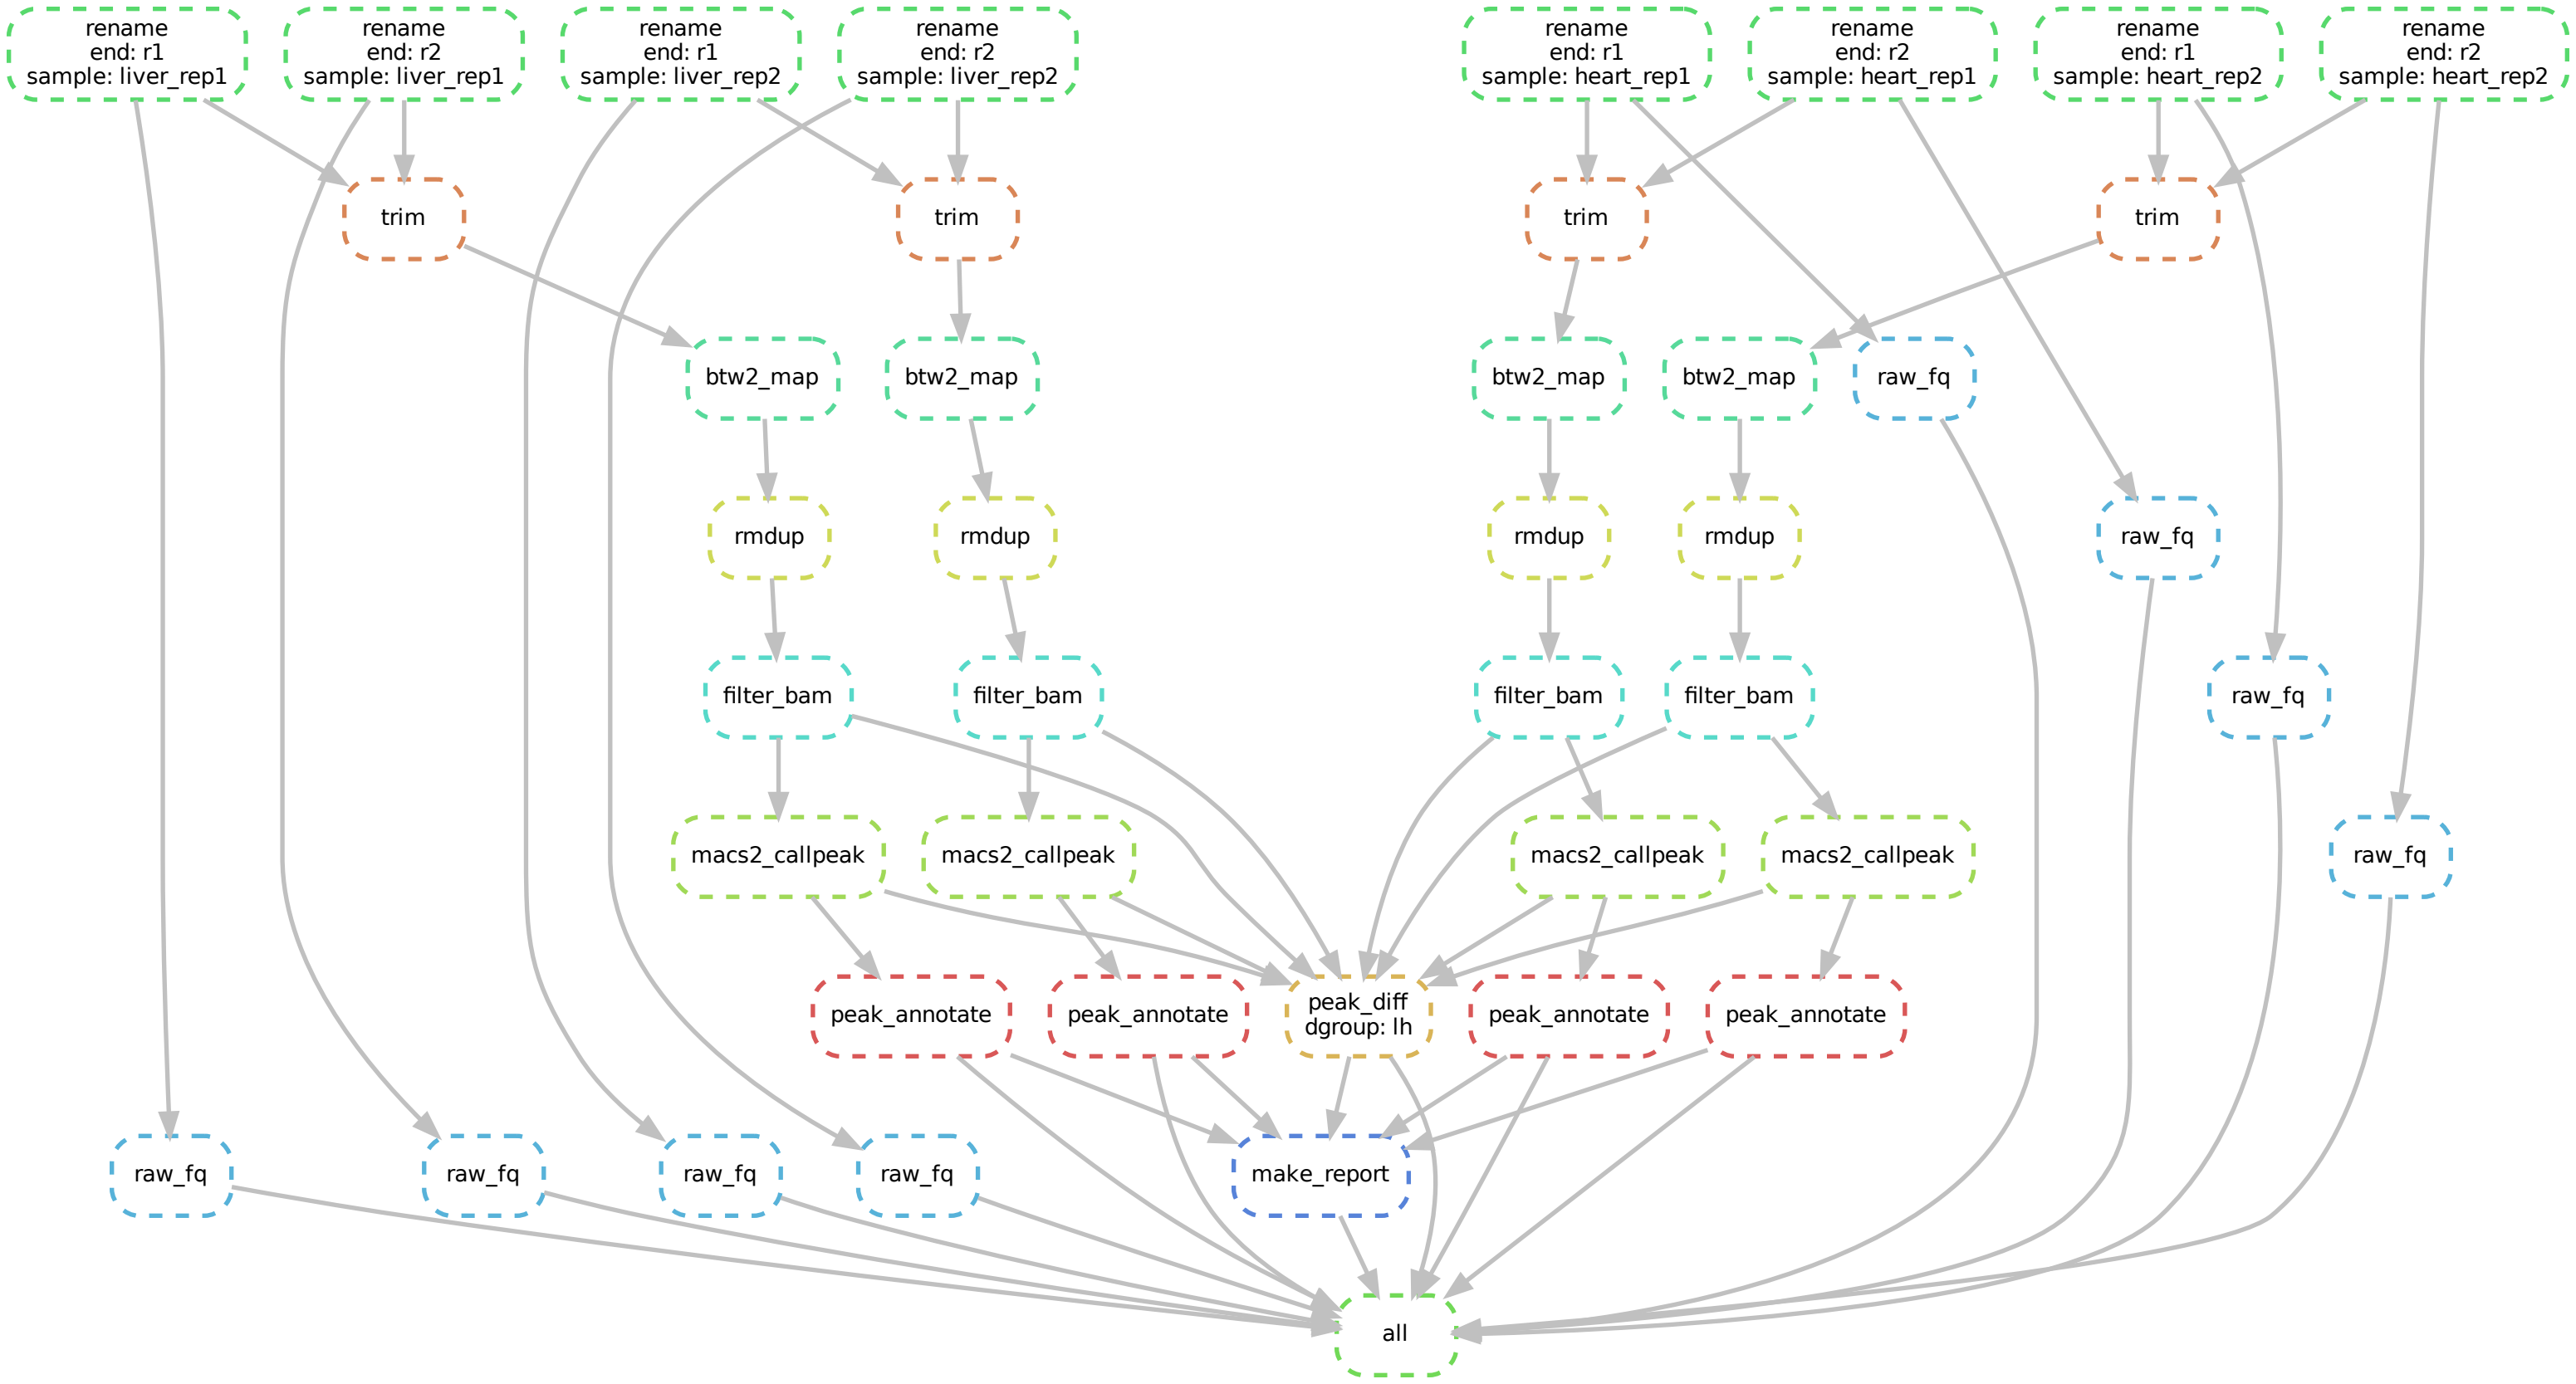 rename
end: r1
sample: liver_rep1
rename
end: r2
sample: liver_rep1
rename
end: r1
sample: liver_rep2
rename
end: r2
sample: liver_rep2
rename
end: r1
sample: heart_rep1
rename
end: r2
sample: heart_rep1
rename
end: r1
sample: heart_rep2
rename
end: r2
sample: heart_rep2
trim
trim
trim
trim
btw2_map
btw2_map
btw2_map
btw2_map
raw_fq
rmdup
rmdup
rmdup
rmdup
raw_fq
filter_bam
filter_bam
filter_bam
filter_bam
raw_fq
macs2_callpeak
macs2_callpeak
macs2_callpeak
macs2_callpeak
raw_fq
peak_annotate
peak_annotate
peak_diff
dgroup: lh
peak_annotate
peak_annotate
raw_fq
raw_fq
raw_fq
raw_fq
make_report
all